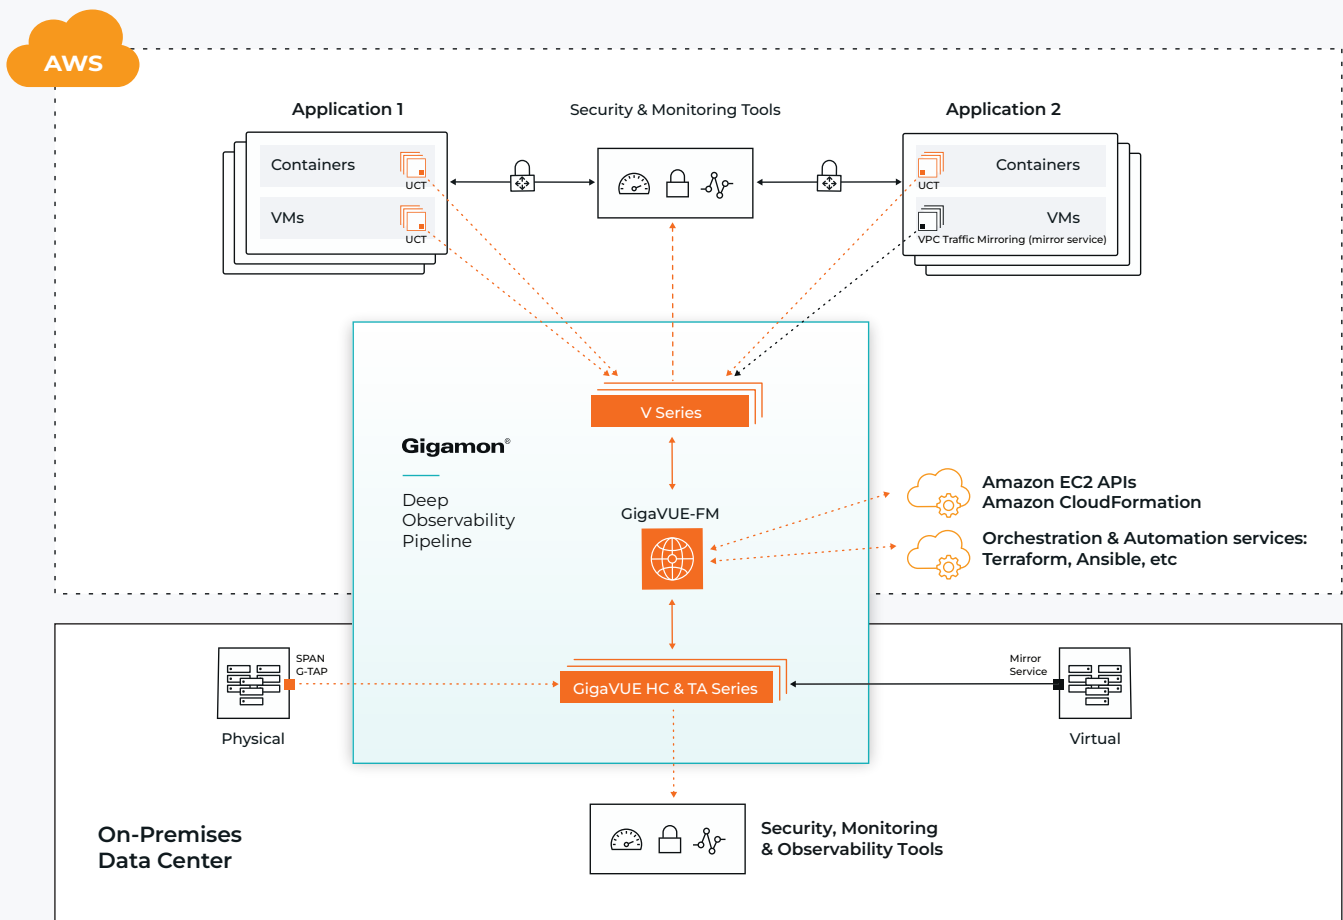 AWS
Application 1
Security & Monitoring Tools
Application 2
Containers
UCT
VMs
UCT
Containers
UCT
VMs
VPC Traffic Mirroring (mirror service)
V Series
Gigamon®
Deep
Observability
Pipeline
GigaVUE-FM
Amazon EC2 APIs
Amazon CloudFormation
Orchestration & Automation services:
Terraform, Ansible, etc
SPAN
G-TAP
Physical
GigaVUE HC & TA Series
Mirror
Service
Virtual
On-Premises
Data Center
Security, Monitoring
& Observability Tools